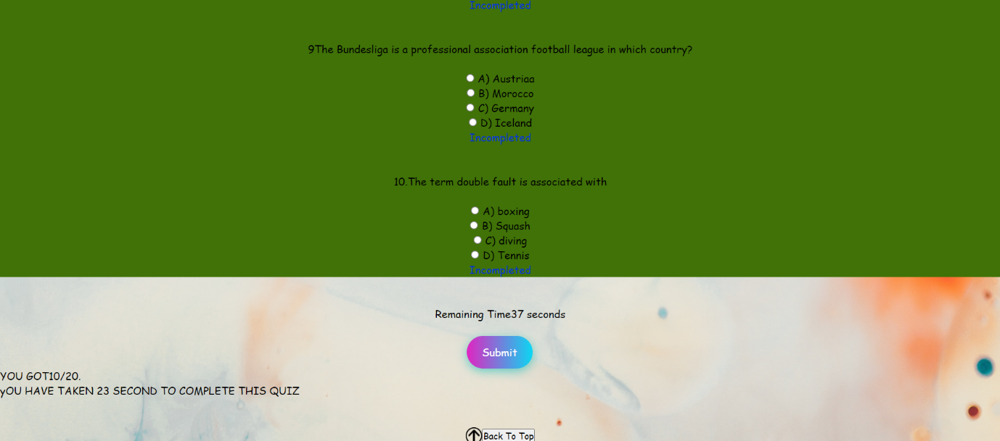 Incompleted
9The Bundesliga is a professional association football league in which country?
A) Austriaa
B) Morocco
C) Germany
D) Iceland
Incompleted
10.The term double fault is associated with
A) boxing
B) Squash
C) diving
D) Tennis
Incompleted
Remaining Time37 seconds
Submit
YOU GOT10/20.
yOU HAVE TAKEN 23 SECOND TO COMPLETE THIS QUIZ
Back To Top